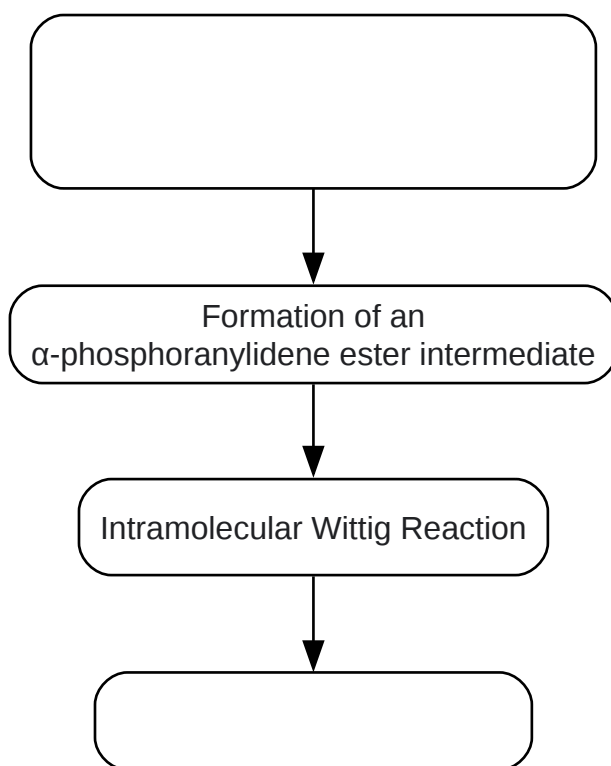 Formation of an
α-phosphoranylidene ester intermediate
Intramolecular Wittig Reaction